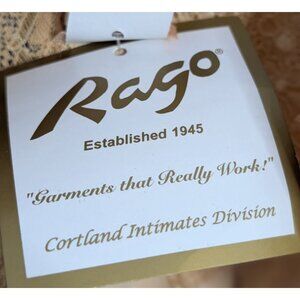 Rago®
Established 1945
"Garments that Really Work!"
Cortland Intimates Division